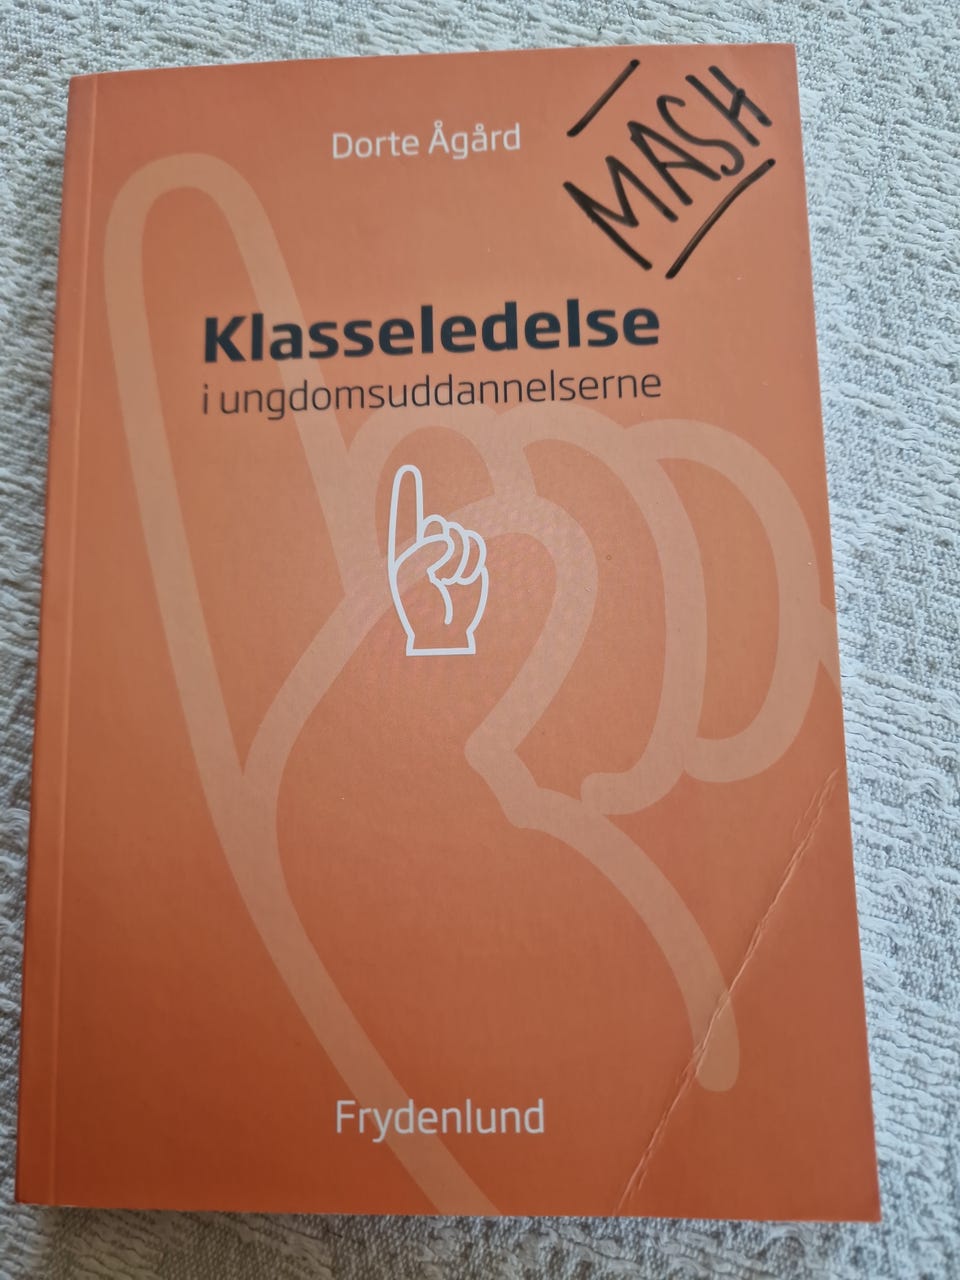 Dorte Ågård
MASH
Klasseledelse
i ungdomsuddannelserne
Frydenlund